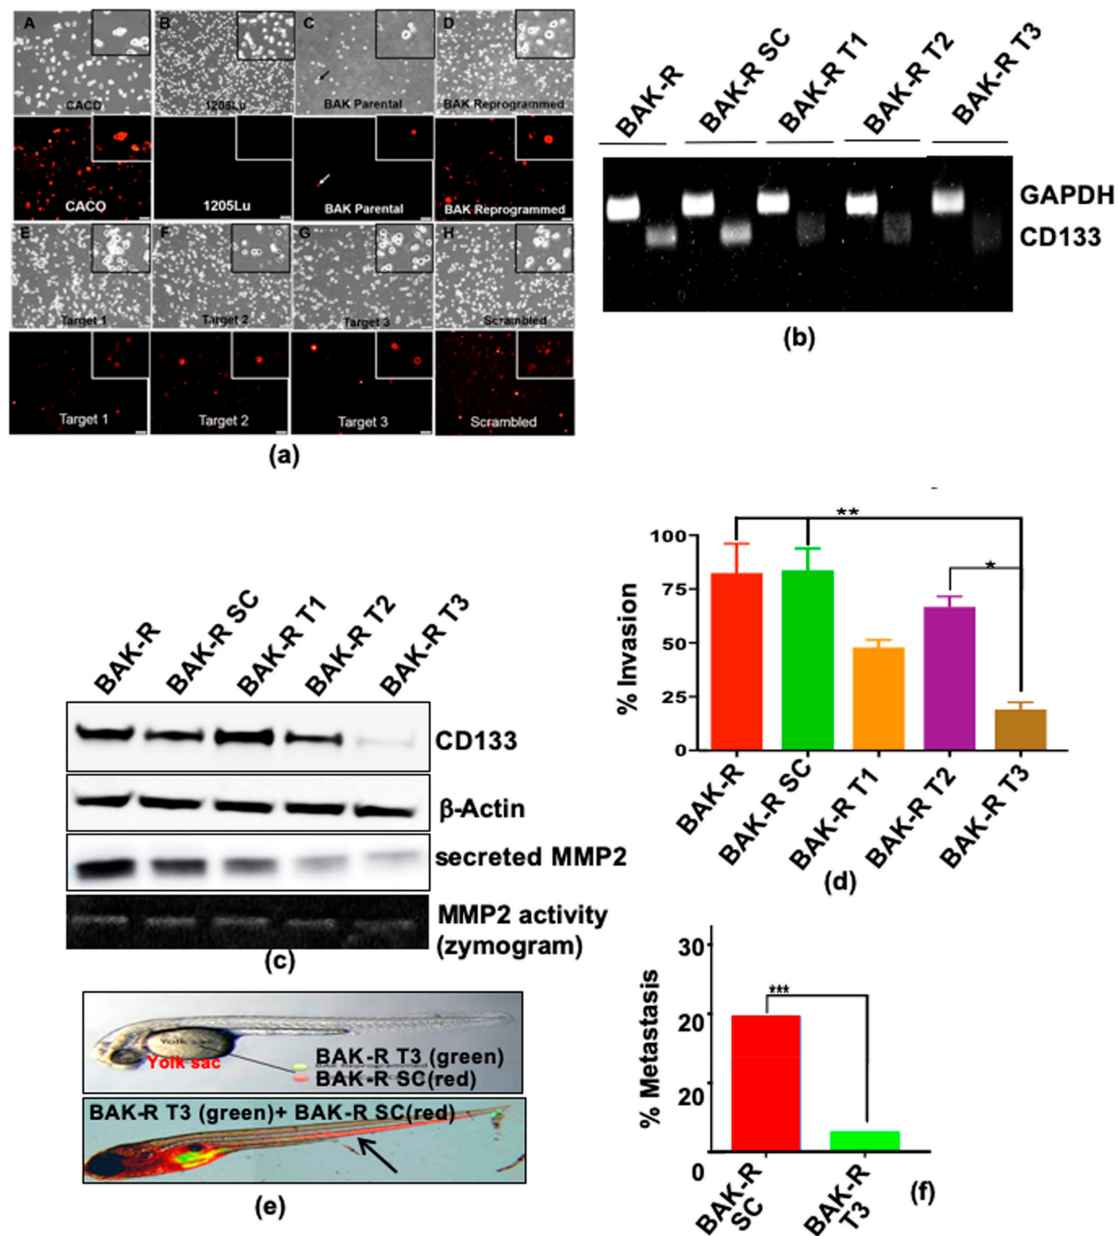 A B C D
CACO 1205Lu BAK Parental BAK Reprogrammed
CACO 1205Lu BAK Parental BAK Reprogrammed
E F G H
Target 1 Target 2 Target 3 Scrambled
Target 1 Target 2 Target 3 Scrambled
(a)
BAK-R BAK-R SC BAK-R T1 BAK-R T2 BAK-R T3
GAPDH
CD133
(b)
BAK-R BAK-R SC BAK-R T1 BAK-R T2 BAK-R T3
CD133
β-Actin
secreted MMP2
MMP2 activity
(zymogram)
(c)
**
*
100
75
50
25
0
% Invasion
BAK-R BAK-R SC BAK-R T1 BAK-R T2 BAK-R T3
(d)
Yolk sac
Yolk sac
BAK-R T3 (green)
BAK-R SC(red)
BAK-R T3 (green)+ BAK-R SC(red)
(e)
30
***
20
20
0
% Metastasis
BAK-R
SC
BAK-R
T3
(f)